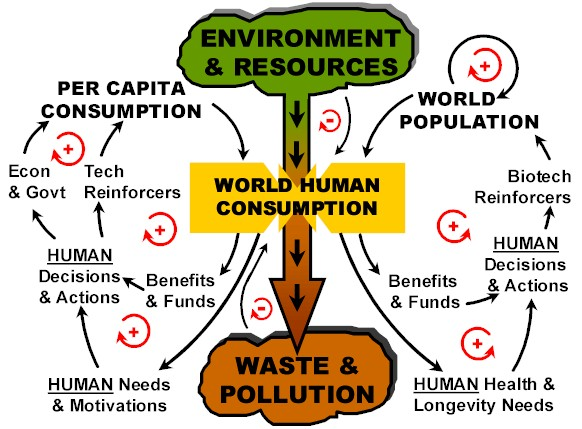 ENVIRONMENT
& RESOURCES
PER CAPITA
CONSUMPTION
+
-
WORLD
POPULATION
+
Econ
& Govt
Tech
Reinforcers
WORLD HUMAN
CONSUMPTION
Biotech
Reinforcers
+
+
HUMAN
Decisions
& Actions
Benefits
& Funds
Benefits
& Funds
HUMAN
Decisions
& Actions
+
-
+
HUMAN Needs
& Motivations
WASTE &
POLLUTION
HUMAN Health &
Longevity Needs